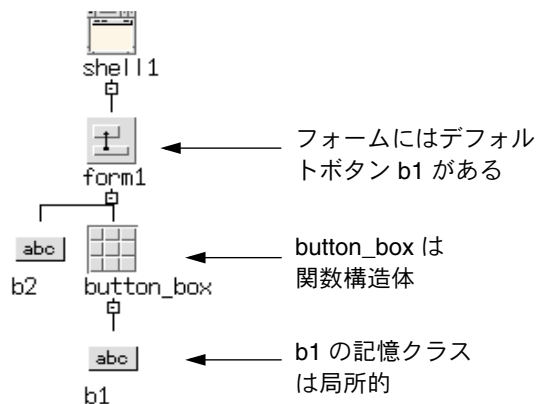 shell1
form1
フォームにはデフォル
トボタン b1 がある
abc
b2
button_box
button_box は
関数構造体
abc
b1
b1 の記憶クラス
は局所的